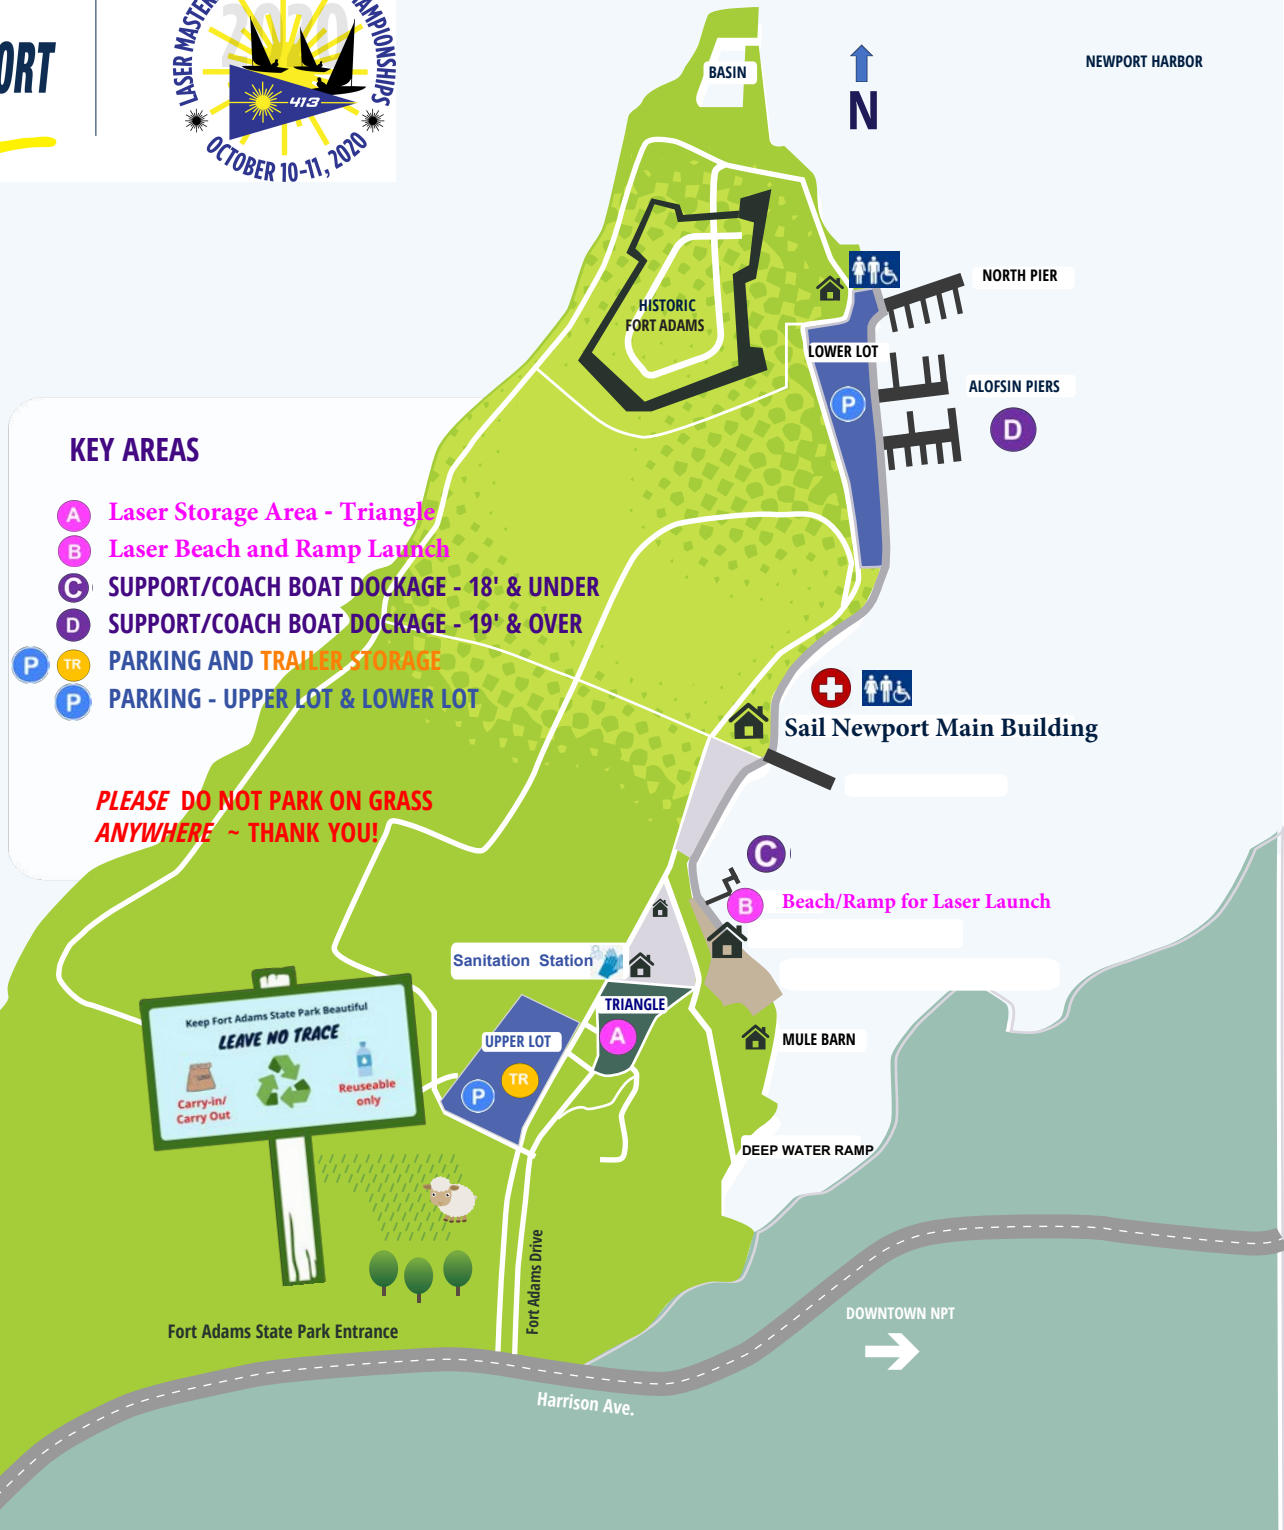 ORT
LASER MASTER
CHAMPIONSHIPS
2020
413
OCTOBER 10-11, 2020
BASIN
N
NEWPORT HARBOR
HISTORIC
FORT ADAMS
NORTH PIER
LOWER LOT
P
ALOFSIN PIERS
D
KEY AREAS
A Laser Storage Area - Triangle
B Laser Beach and Ramp Launch
C SUPPORT/COACH BOAT DOCKAGE - 18' & UNDER
D SUPPORT/COACH BOAT DOCKAGE - 19' & OVER
P TR PARKING AND TRAILER STORAGE
P PARKING - UPPER LOT & LOWER LOT
PLEASE DO NOT PARK ON GRASS
ANYWHERE ~ THANK YOU!
Sail Newport Main Building
C
B Beach/Ramp for Laser Launch
Sanitation Station
TRIANGLE
A
UPPER LOT
TR
P
MULE BARN
DEEP WATER RAMP
Keep Fort Adams State Park Beautiful
LEAVE NO TRACE
Carry-in/
Carry Out
Reuseable
only
Fort Adams Drive
Fort Adams State Park Entrance
DOWNTOWN NPT
Harrison Ave.